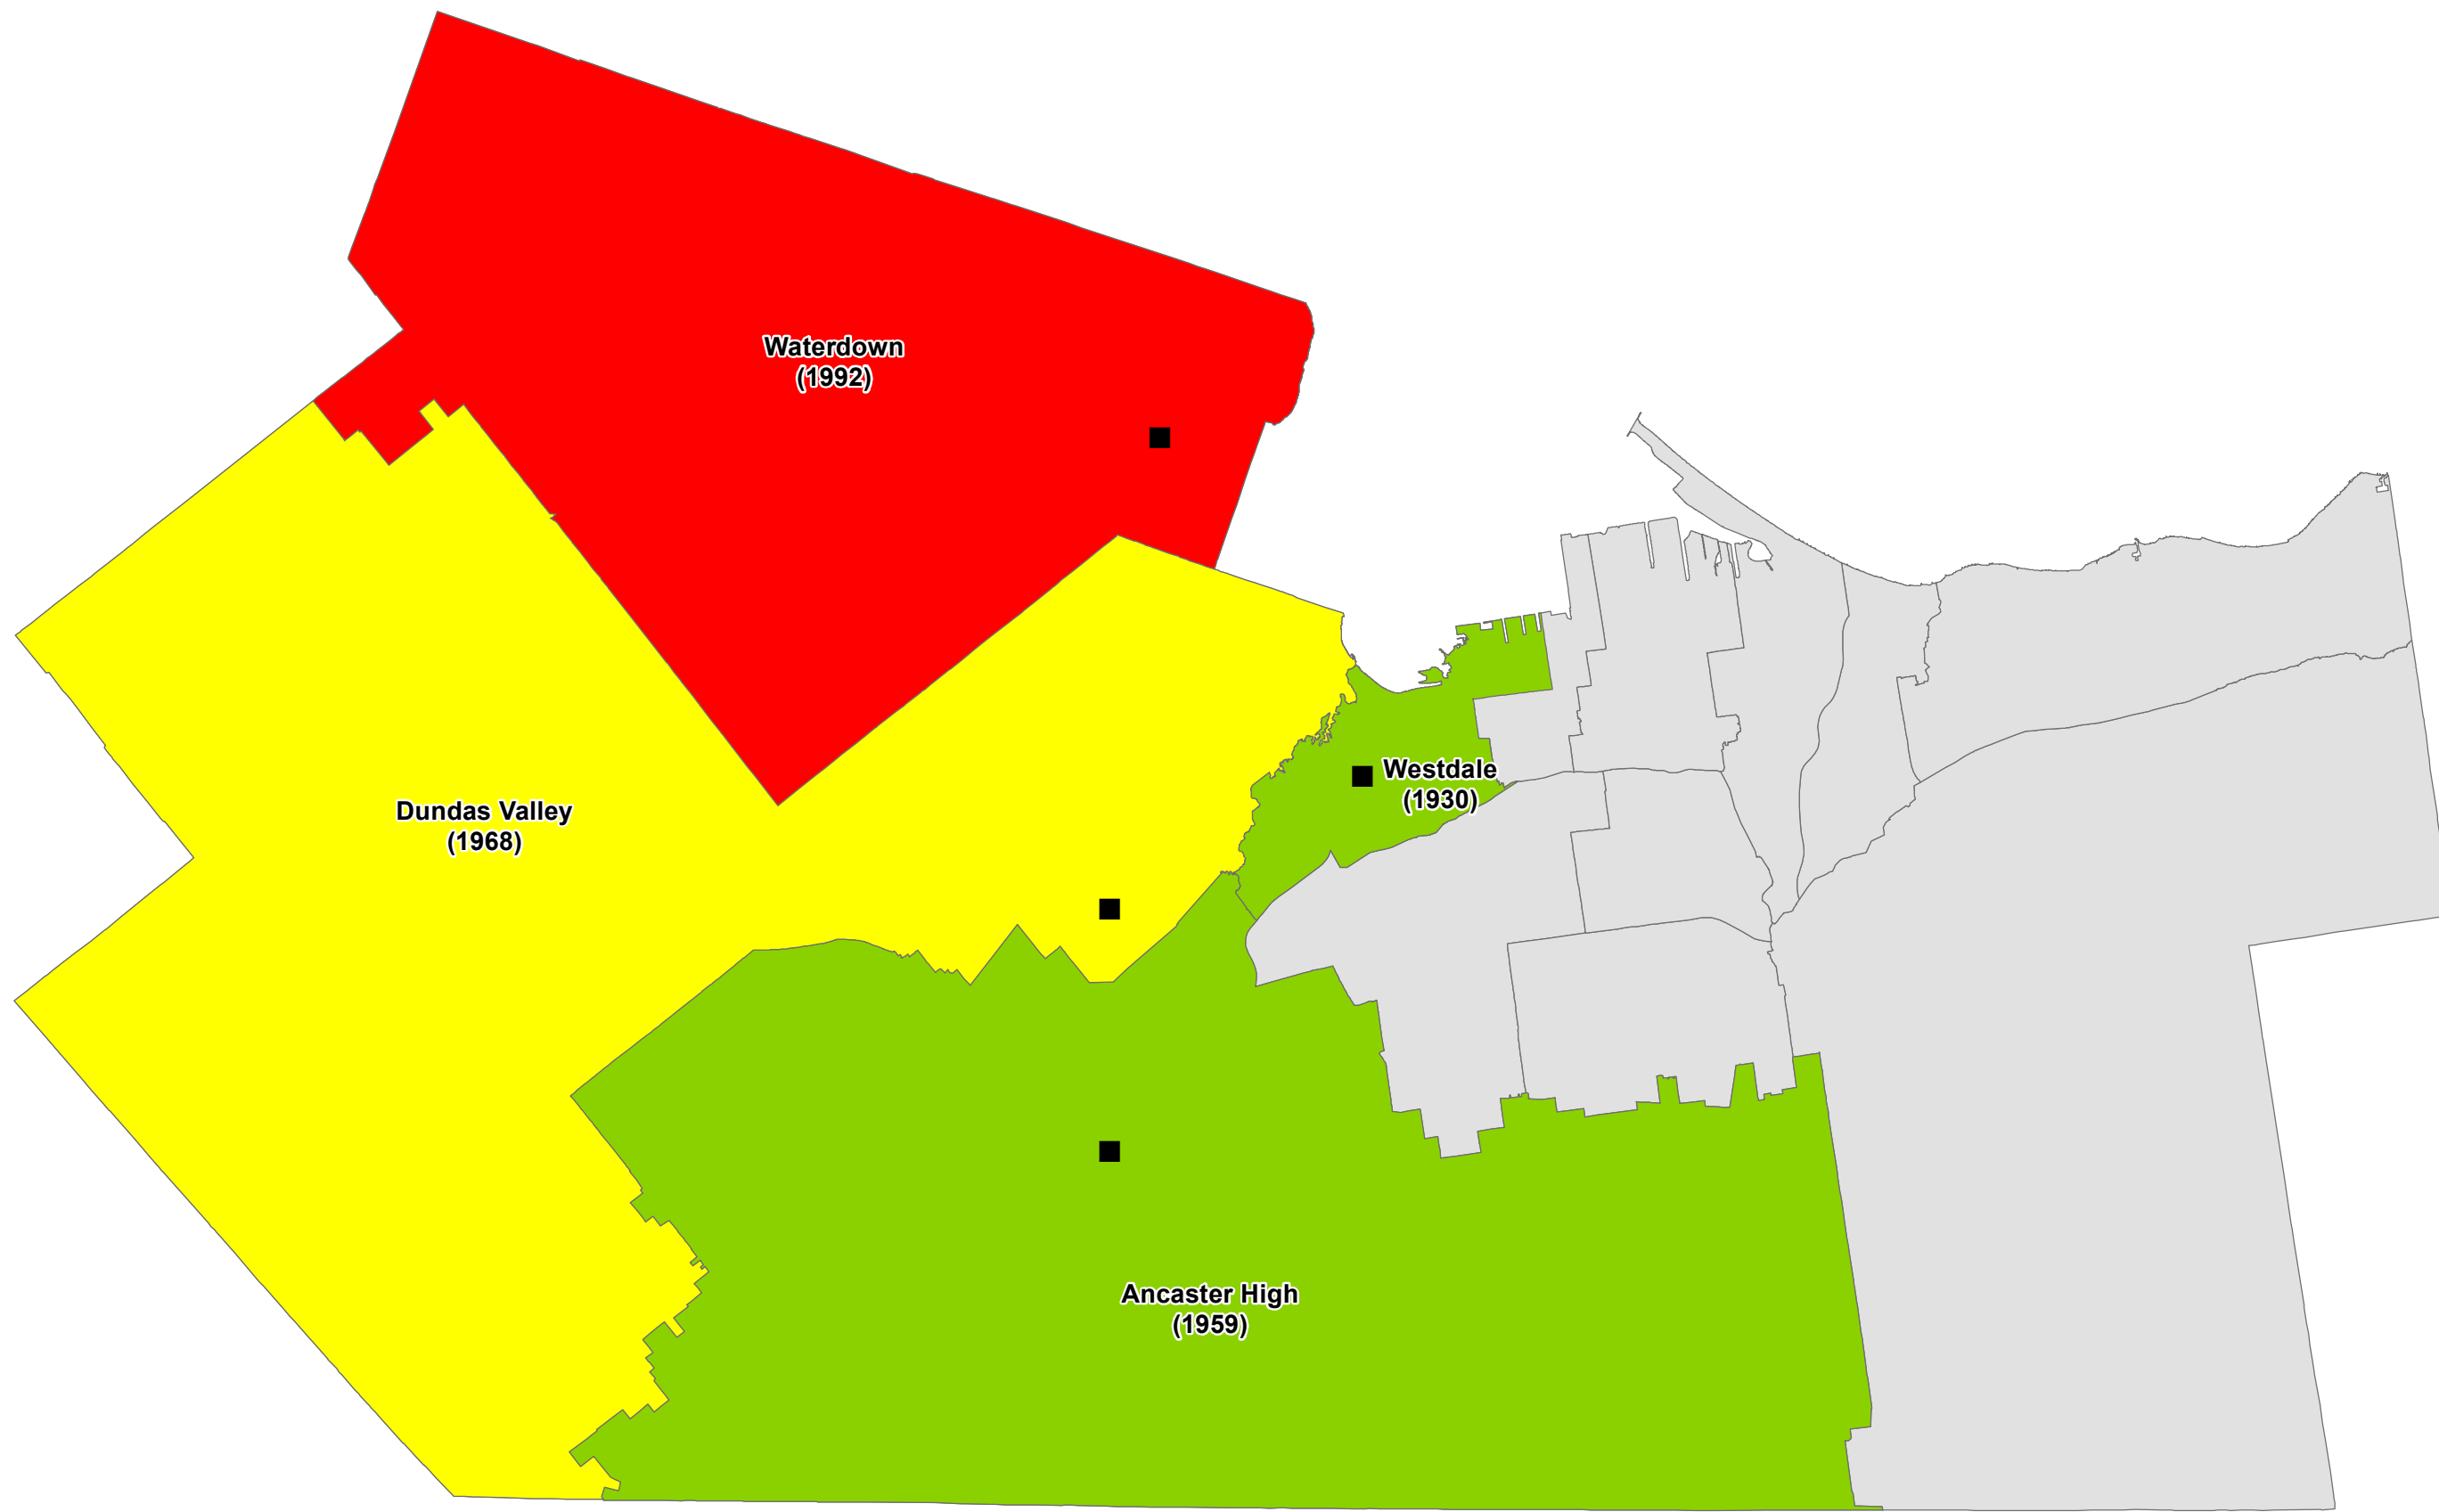 Waterdown
(1992)
Westdale
(1930)
Dundas Valley
(1968)
Ancaster High
(1959)